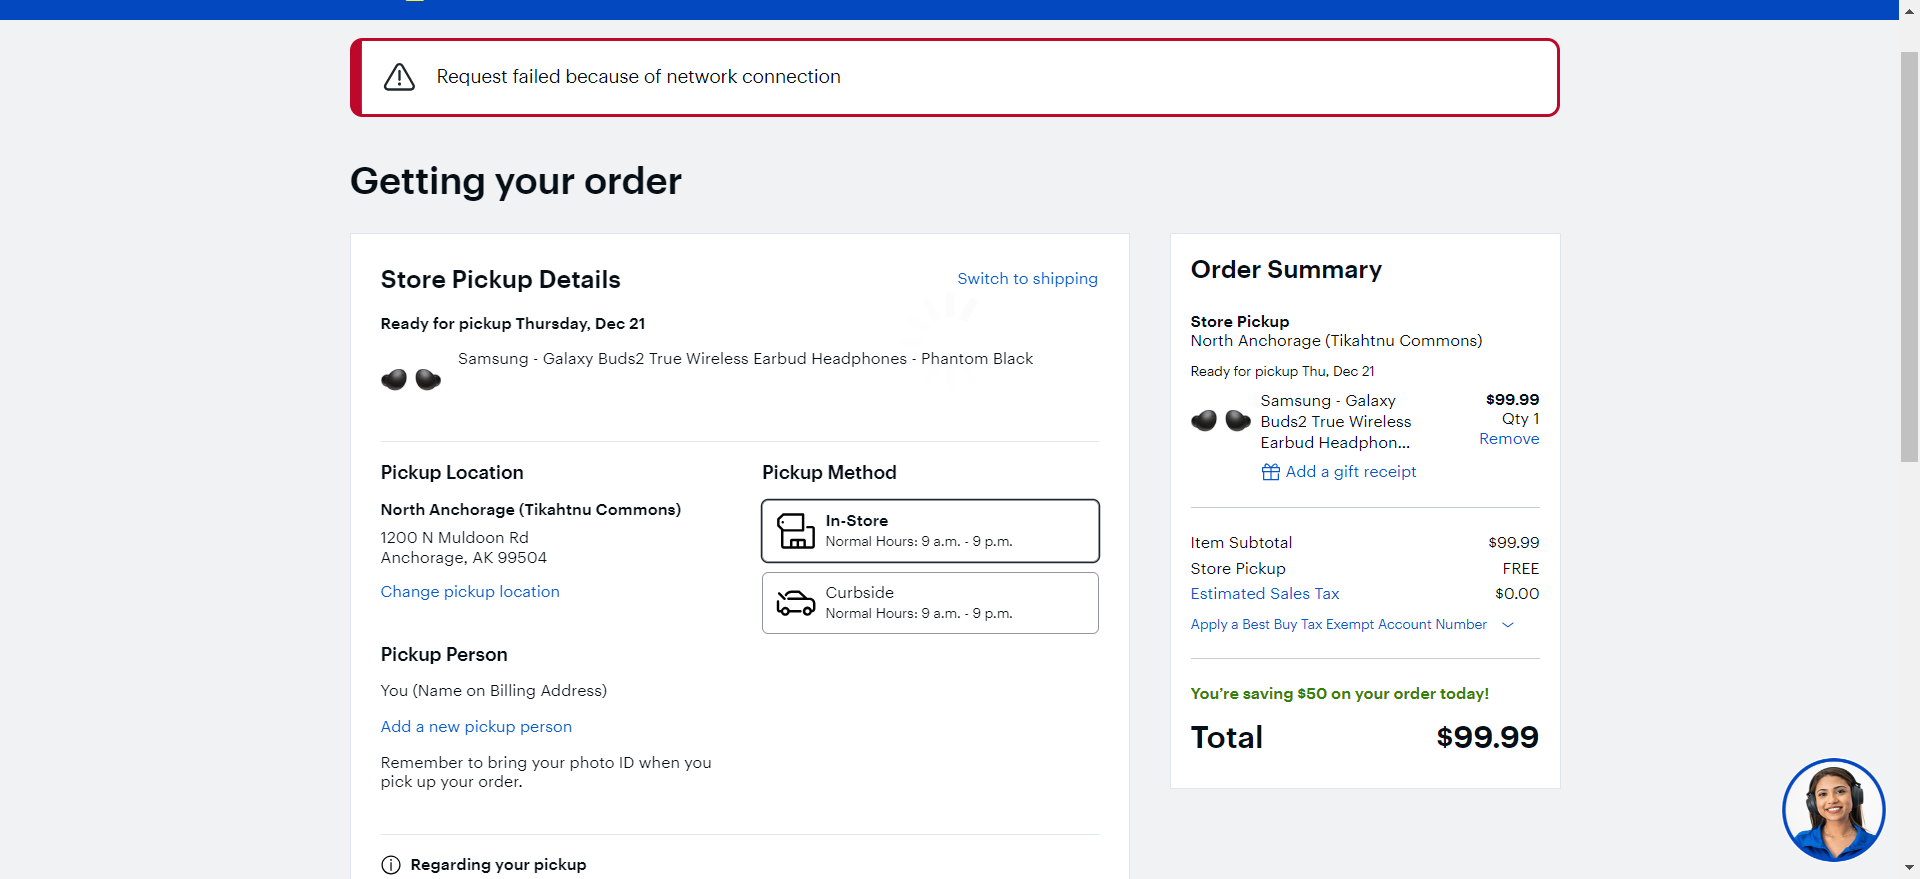 Request failed because of network connection
Getting your order
Store Pickup Details
Switch to shipping
Ready for pickup Thursday, Dec 21
Samsung - Galaxy Buds2 True Wireless Earbud Headphones - Phantom Black
Pickup Location
North Anchorage (Tikahtnu Commons)
1200 N Muldoon Rd
Anchorage, AK 99504
Change pickup location
Pickup Method
In-Store
Normal Hours: 9 a.m. - 9 p.m.
Curbside
Normal Hours: 9 a.m. - 9 p.m.
Pickup Person
You (Name on Billing Address)
Add a new pickup person
Remember to bring your photo ID when you
pick up your order.
Regarding your pickup
Order Summary
Store Pickup
North Anchorage (Tikahtnu Commons)
Ready for pickup Thu, Dec 21
Samsung - Galaxy
Buds2 True Wireless
Earbud Headphon...
$99.99
Qty 1
Remove
Add a gift receipt
Item Subtotal $99.99
Store Pickup FREE
Estimated Sales Tax $0.00
Apply a Best Buy Tax Exempt Account Number
You’re saving $50 on your order today!
Total $99.99